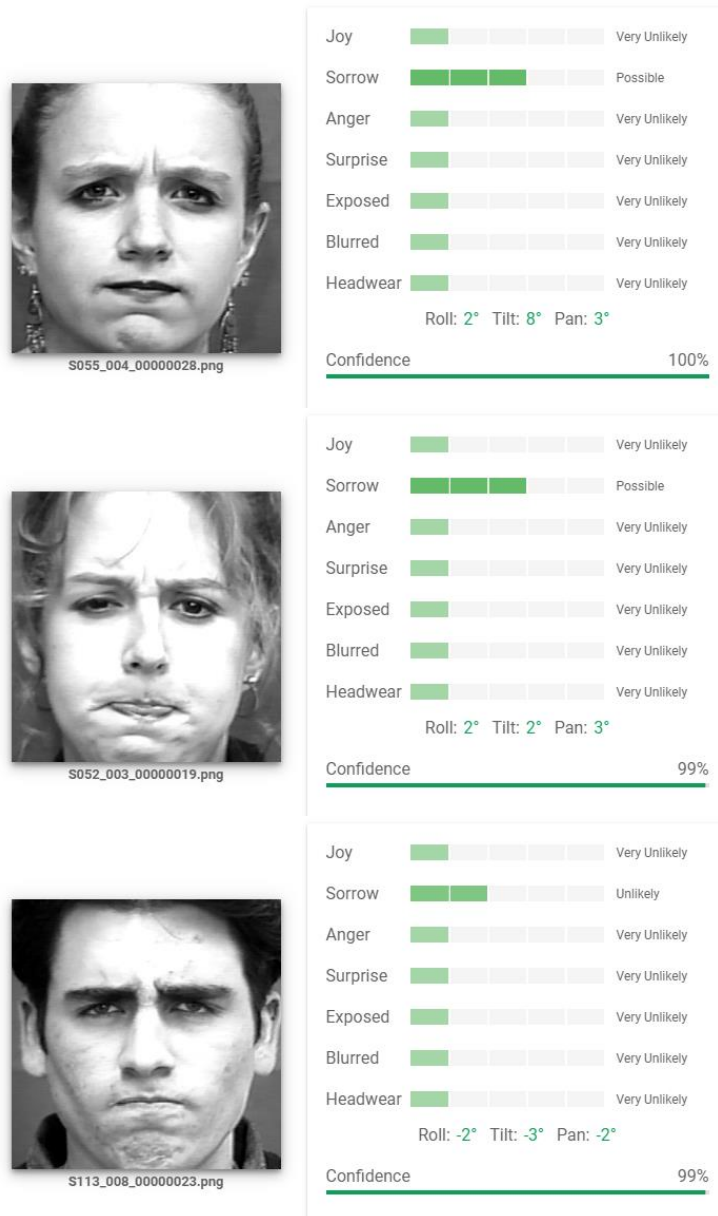 Joy Very Unlikely
Sorrow Possible
Anger Very Unlikely
Surprise Very Unlikely
Exposed Very Unlikely
Blurred Very Unlikely
Headwear Very Unlikely
Roll: 2° Tilt: 8° Pan: 3°
S055_004_00000028.png
Confidence 100%
Joy Very Unlikely
Sorrow Possible
Anger Very Unlikely
Surprise Very Unlikely
Exposed Very Unlikely
Blurred Very Unlikely
Headwear Very Unlikely
Roll: 2° Tilt: 2° Pan: 3°
S052_003_00000019.png
Confidence 99%
Joy Very Unlikely
Sorrow Unlikely
Anger Very Unlikely
Surprise Very Unlikely
Exposed Very Unlikely
Blurred Very Unlikely
Headwear Very Unlikely
Roll: -2° Tilt: -3° Pan: -2°
S113_008_00000023.png
Confidence 99%